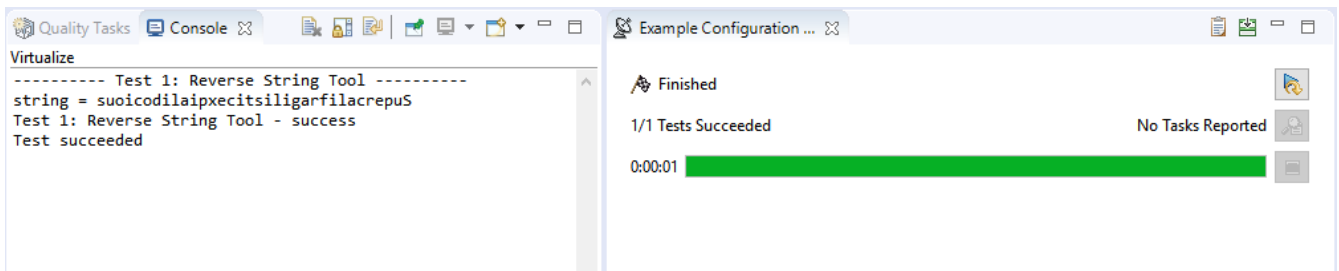 Quality Tasks Console
Virtualize
---------- Test 1: Reverse String Tool ----------
string = suoicodilaipxecitsiligarfilacrepuS
Test 1: Reverse String Tool - success
Test succeeded
Example Configuration ...
Finished
1/1 Tests Succeeded No Tasks Reported
0:00:01